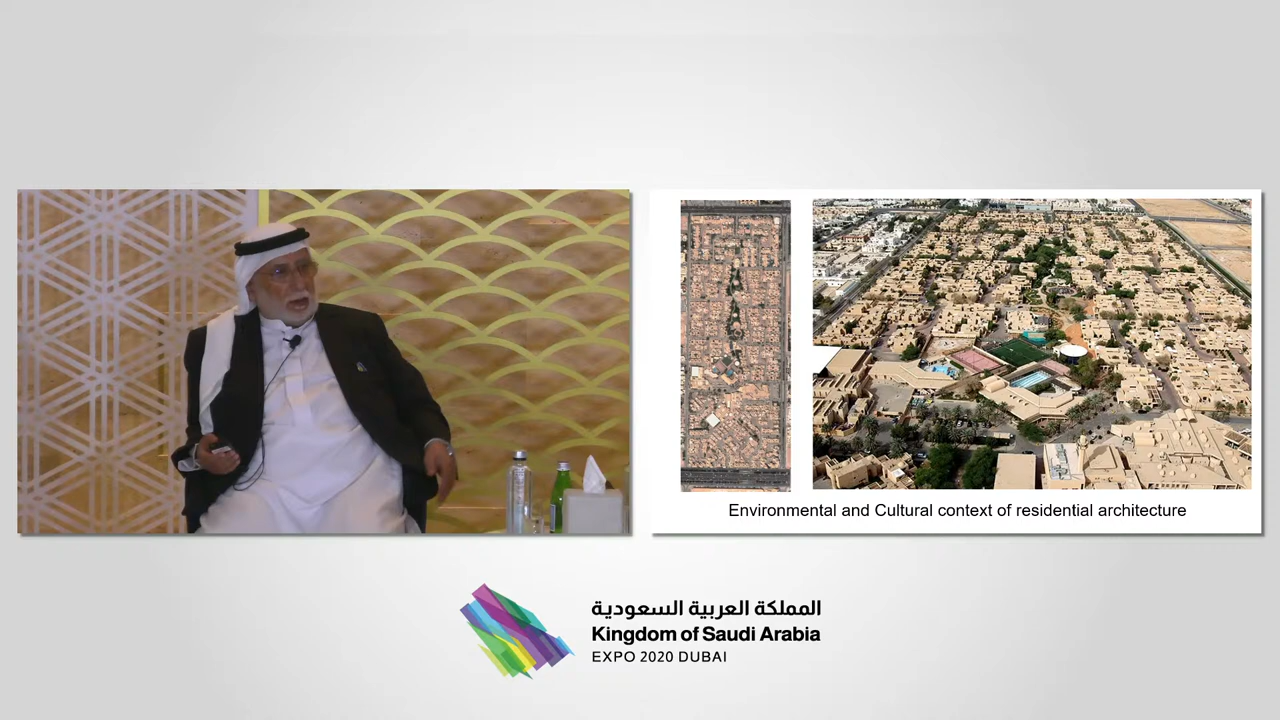 Environmental and Cultural context of residential architecture
المملكة العربية السعودية
Kingdom of Saudi Arabia
EXPO 2020 DUBAI